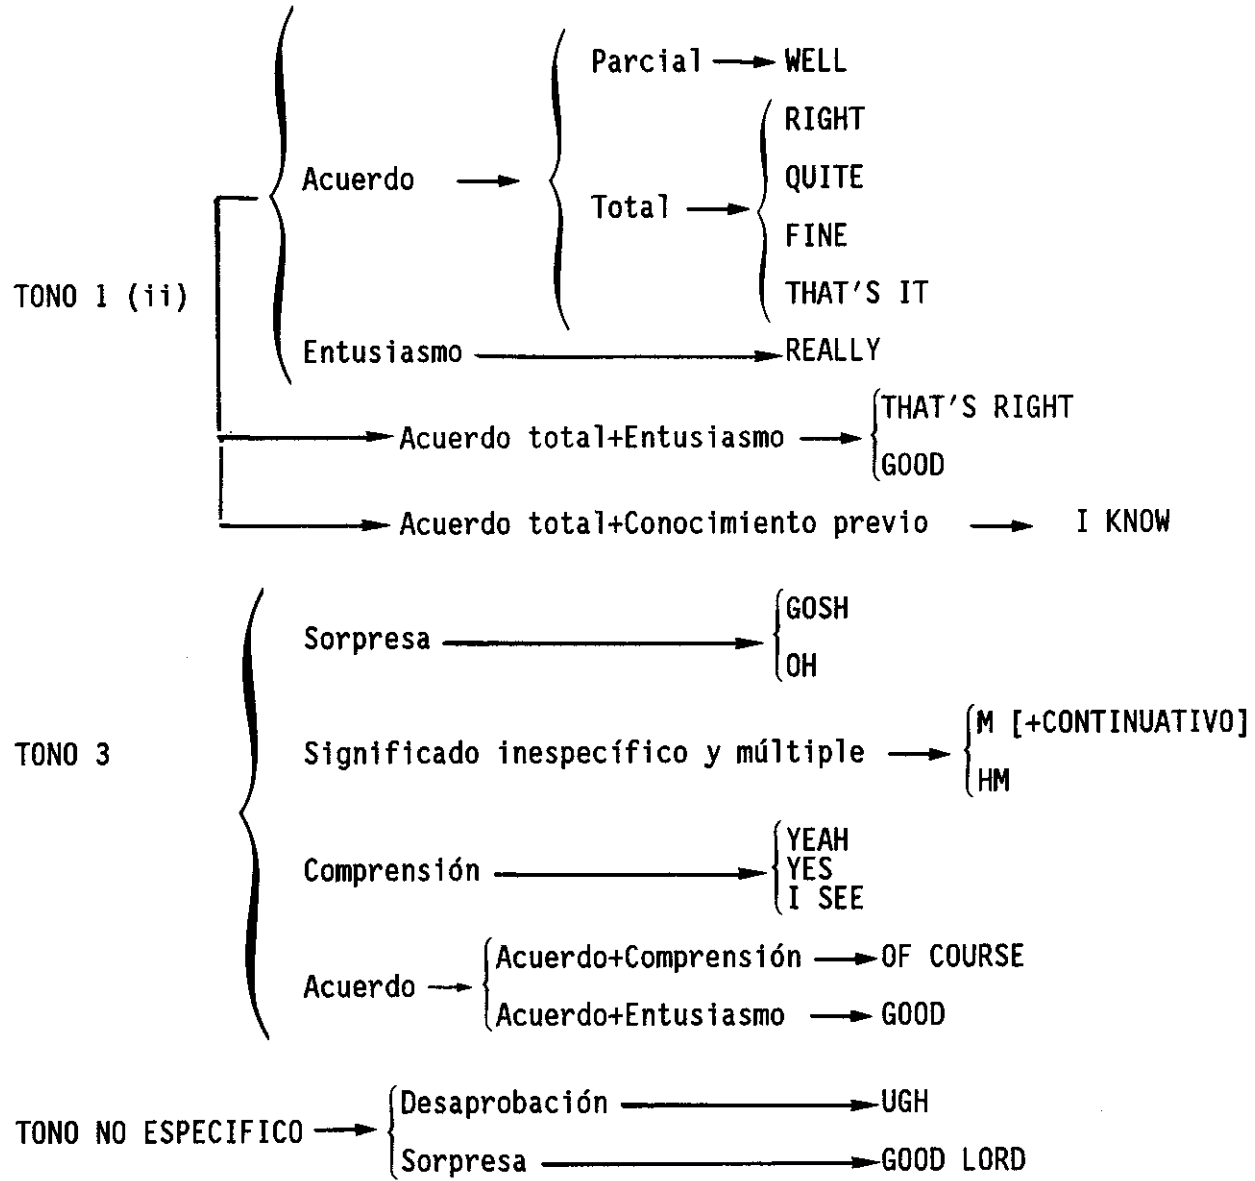 Parcial → WELL
RIGHT
Acuerdo →
QUITE
Total →
FINE
TONO 1 (ii)
THAT'S IT
Entusiasmo → REALLY
THAT'S RIGHT
Acuerdo total+Entusiasmo →
GOOD
Acuerdo total+Conocimiento previo → I KNOW
GOSH
Sorpresa →
OH
M [+CONTINUATIVO]
TONO 3
Significado inespecífico y múltiple →
HM
YEAH
Comprensión → YES
I SEE
Acuerdo+Comprensión → OF COURSE
Acuerdo →
Acuerdo+Entusiasmo → GOOD
Desaprobación → UGH
TONO NO ESPECIFICO →
Sorpresa → GOOD LORD